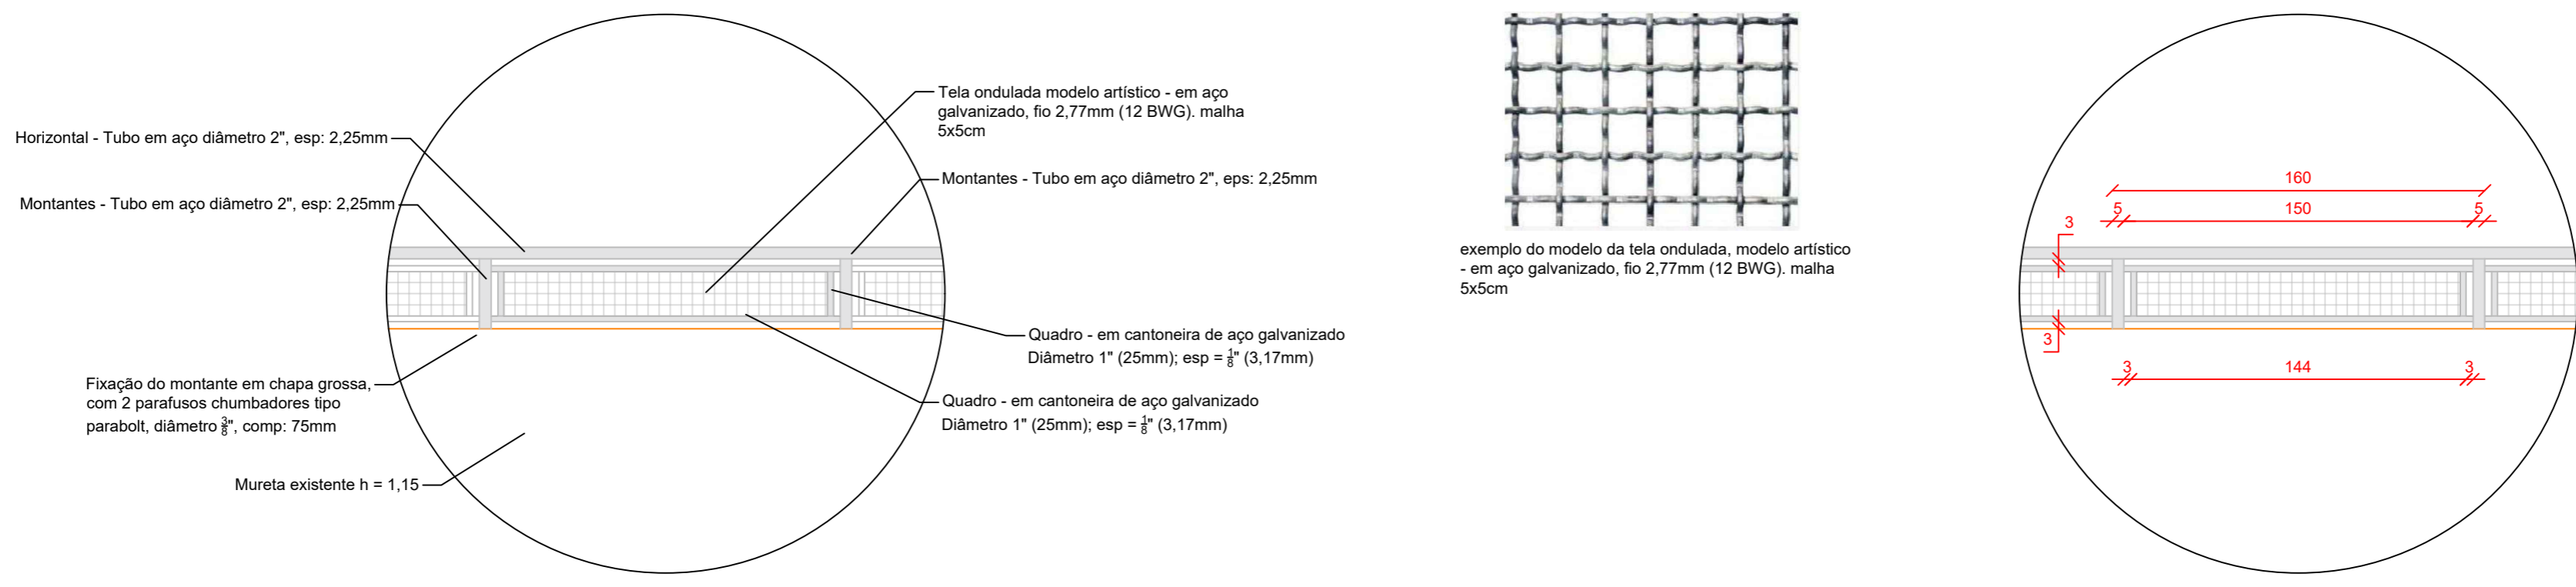 Horizontal - Tubo em aço diâmetro 2", esp: 2,25mm
Montantes - Tubo em aço diâmetro 2", esp: 2,25mm
Fixação do montante em chapa grossa,
com 2 parafusos chumbadores tipo
parabolt, diâmetro 3/8", comp: 75mm
Mureta existente h = 1,15
Tela ondulada modelo artístico - em aço
galvanizado, fio 2,77mm (12 BWG). malha
5x5cm
Montantes - Tubo em aço diâmetro 2", eps: 2,25mm
Quadro - em cantoneira de aço galvanizado
Diâmetro 1" (25mm); esp = 1/8" (3,17mm)
Quadro - em cantoneira de aço galvanizado
Diâmetro 1" (25mm); esp = 1/8" (3,17mm)
exemplo do modelo da tela ondulada, modelo artístico
- em aço galvanizado, fio 2,77mm (12 BWG). malha
5x5cm
160
5 150 5
3
3
3 144 3